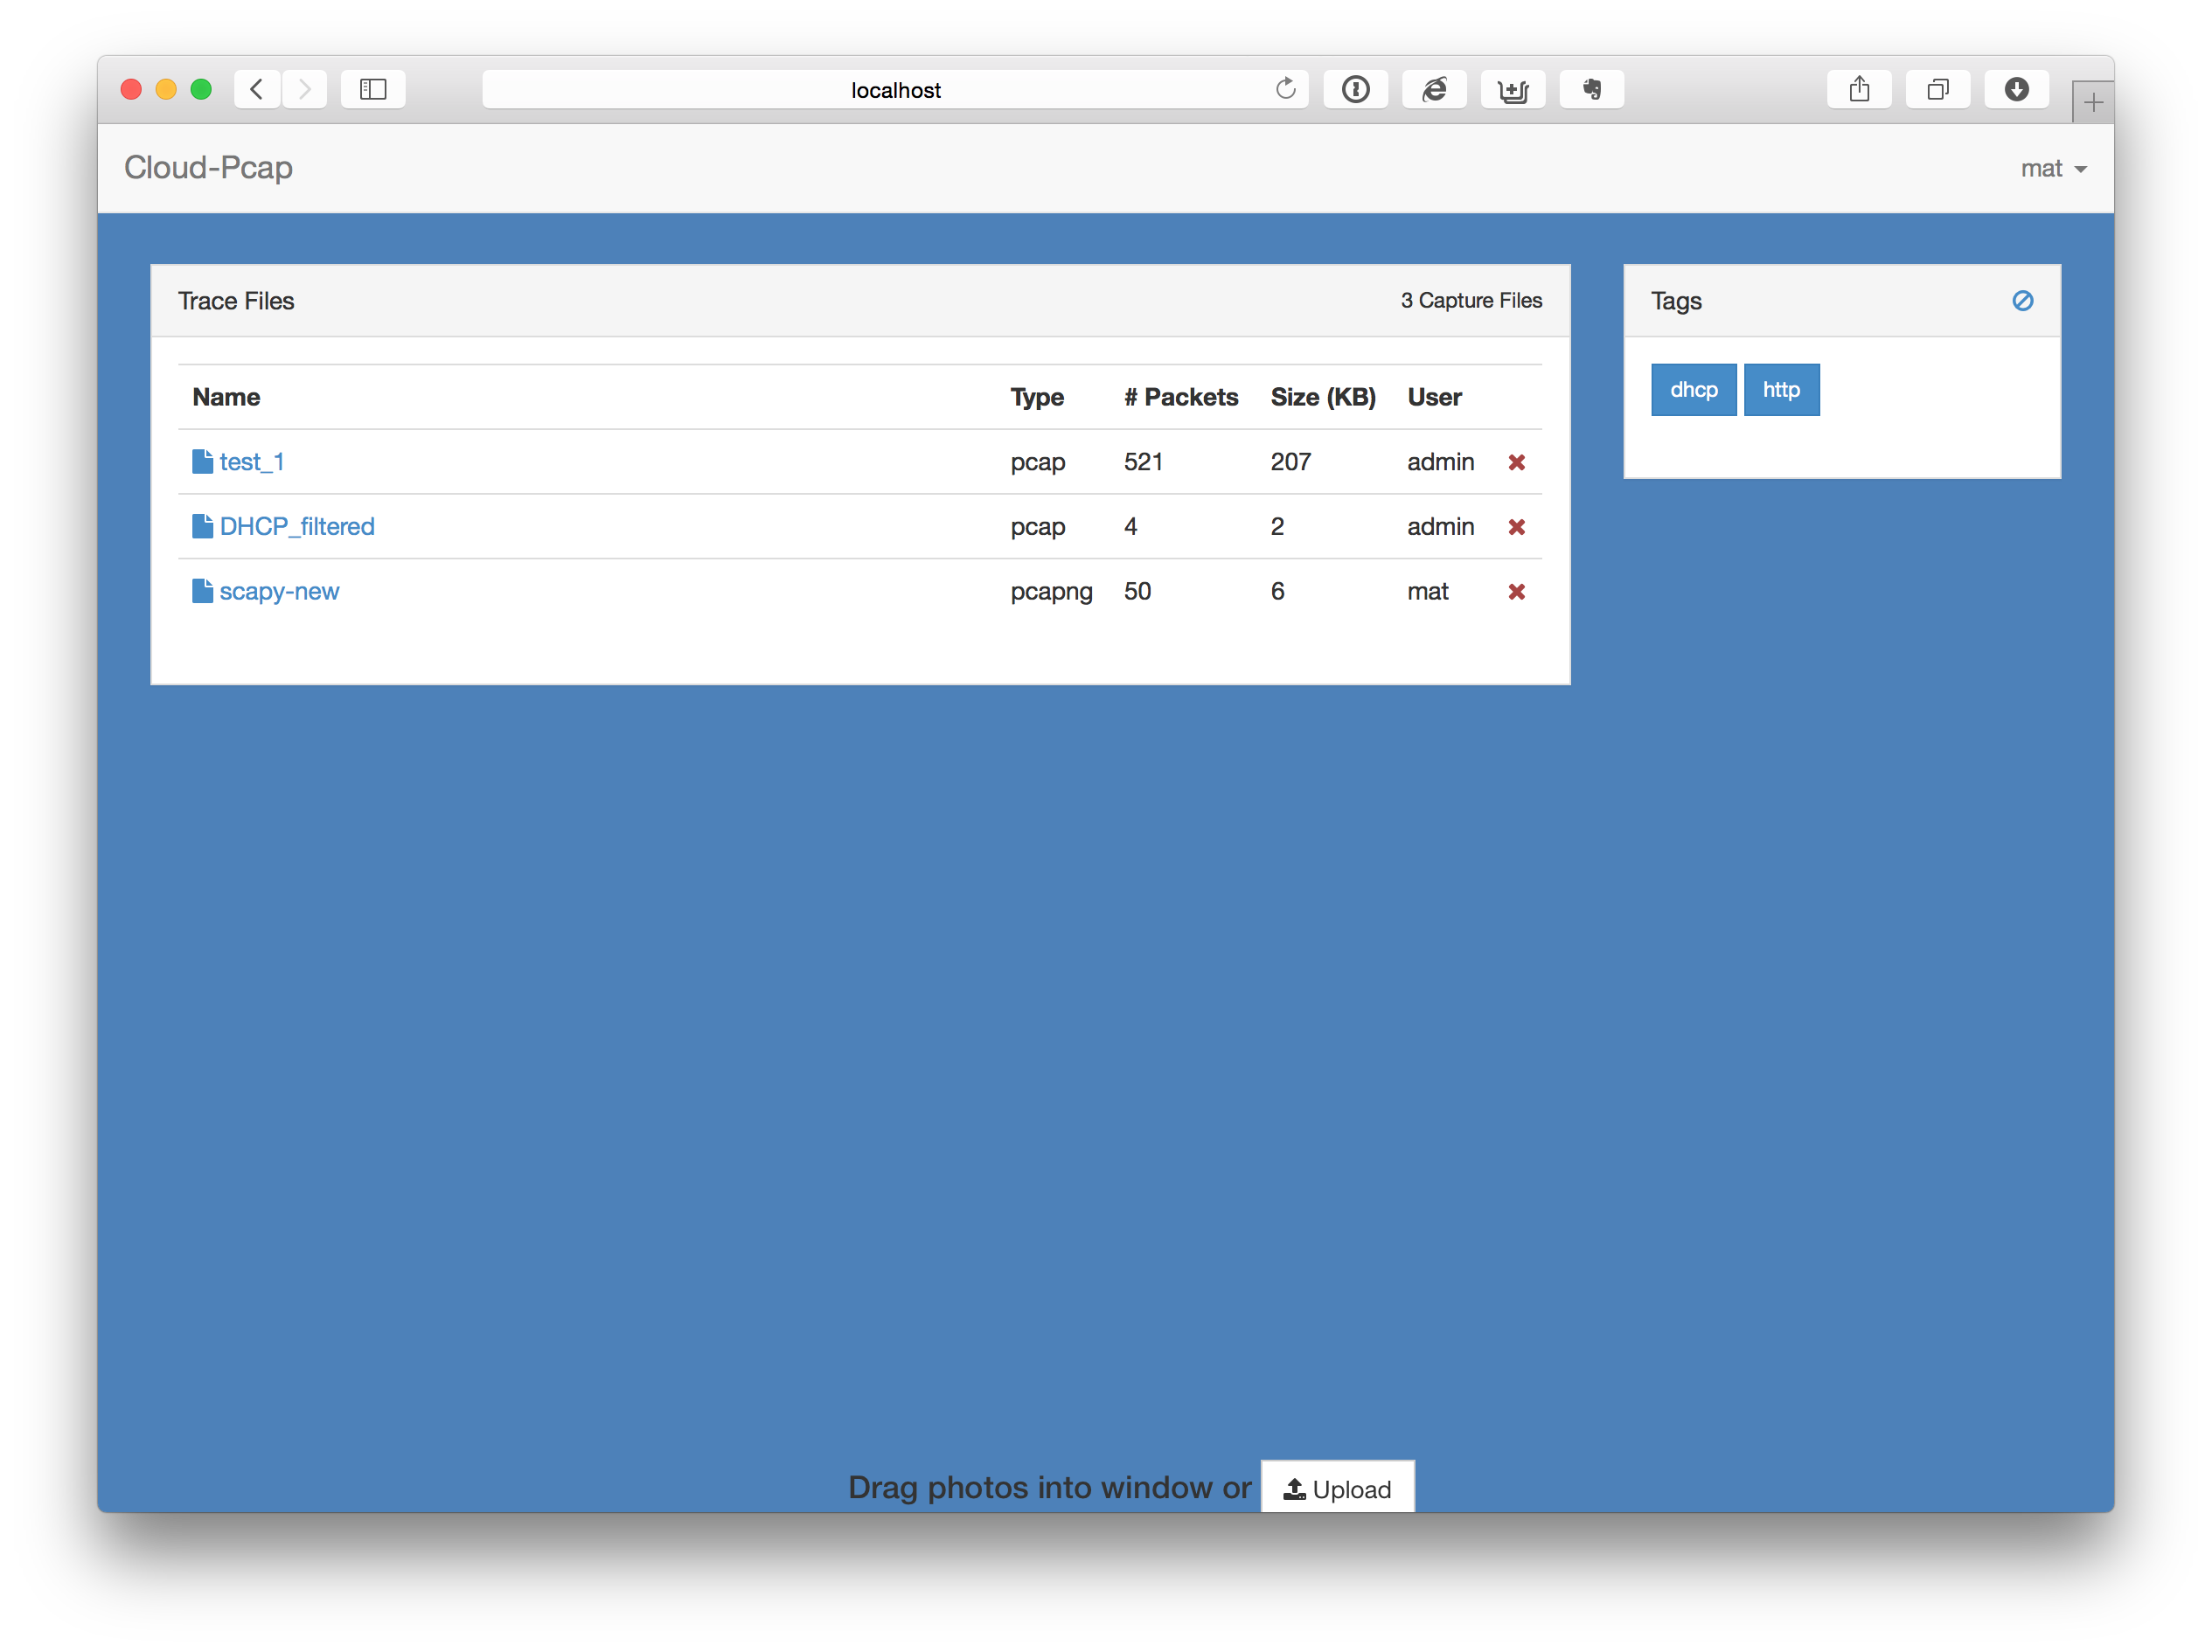 localhost
Cloud-Pcap
mat
Trace Files
3 Capture Files
Tags
dhcp http
Name Type # Packets Size (KB) User
test_1 pcap 521 207 admin
DHCP_filtered pcap 4 2 admin
scapy-new pcapng 50 6 mat
Drag photos into window or Upload